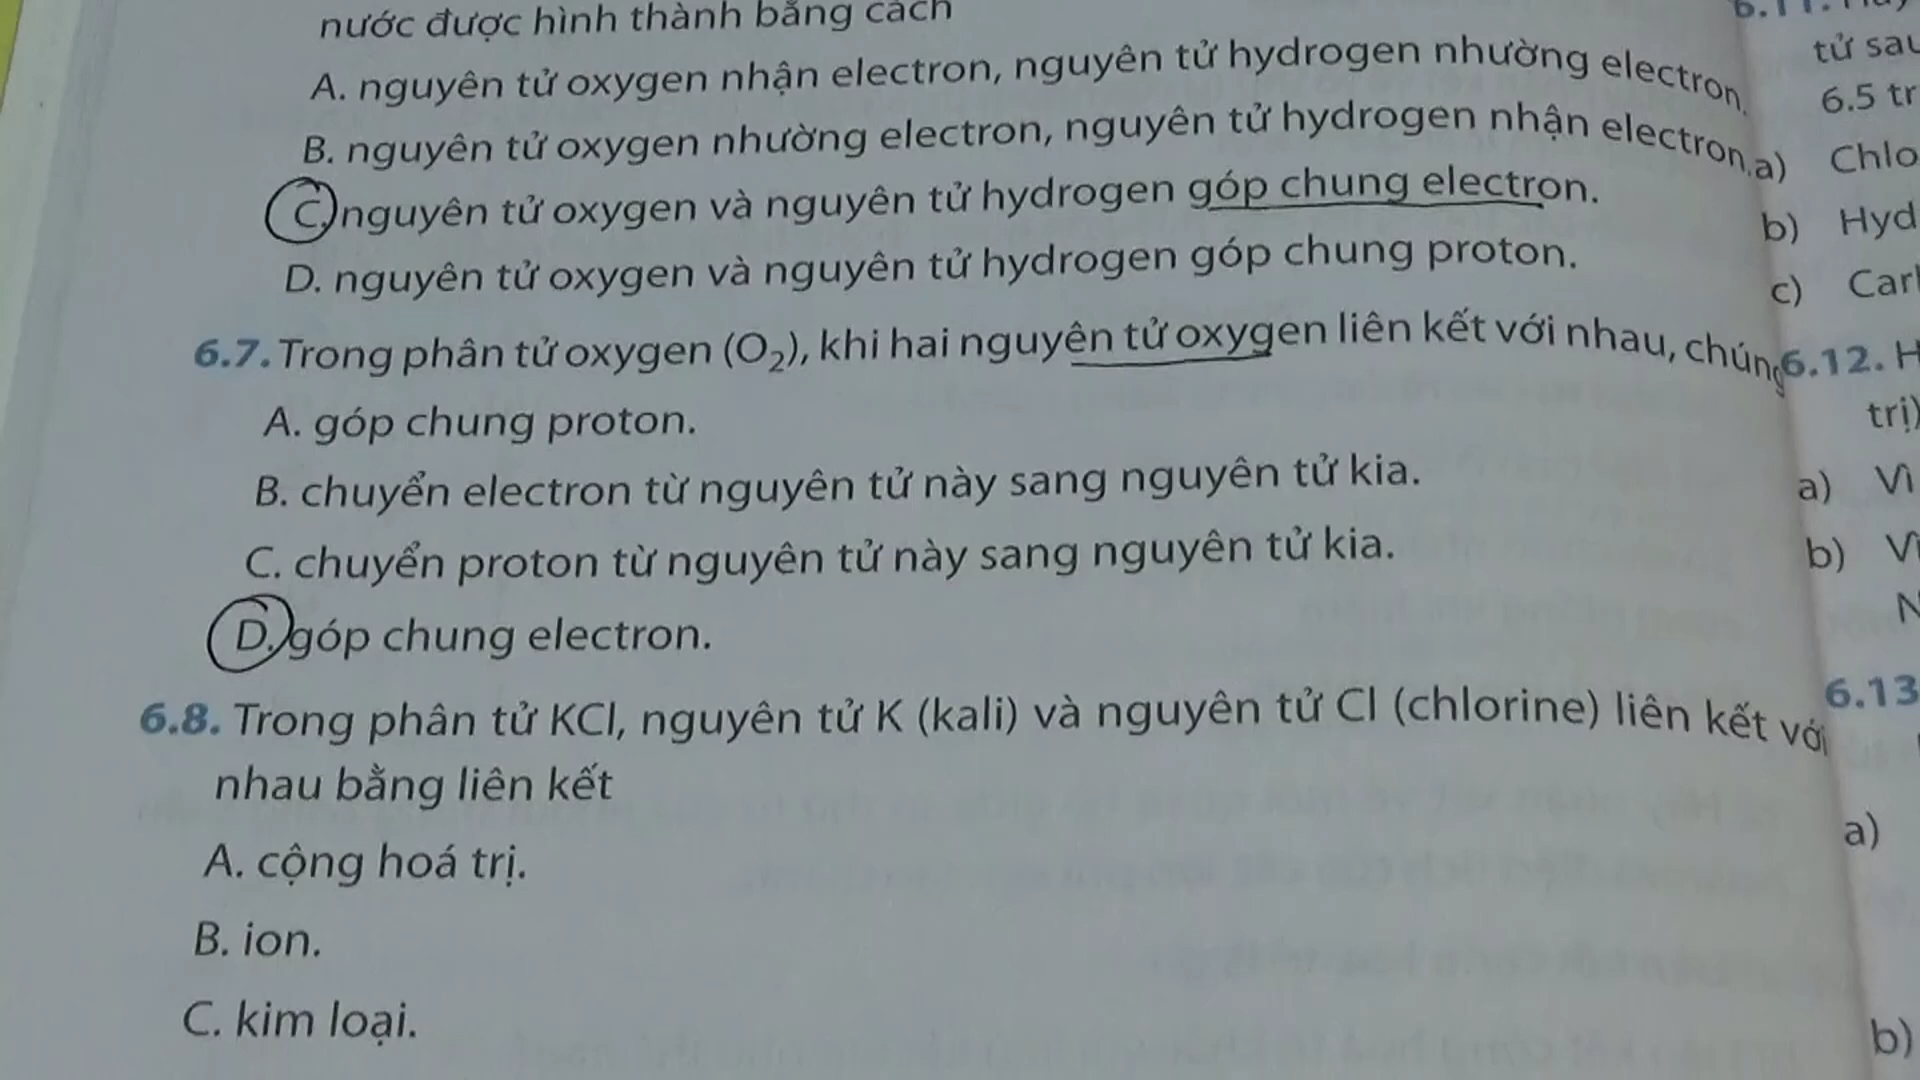 nước được hình thành bằng cách
A. nguyên tử oxygen nhận electron, nguyên tử hydrogen nhường electron.
B. nguyên tử oxygen nhường electron, nguyên tử hydrogen nhận electron.
C. nguyên tử oxygen và nguyên tử hydrogen góp chung electron.
D. nguyên tử oxygen và nguyên tử hydrogen góp chung proton.
6.7. Trong phân tử oxygen (O₂), khi hai nguyên tử oxygen liên kết với nhau, chúng
A. góp chung proton.
B. chuyển electron từ nguyên tử này sang nguyên tử kia.
C. chuyển proton từ nguyên tử này sang nguyên tử kia.
D. góp chung electron.
6.8. Trong phân tử KCl, nguyên tử K (kali) và nguyên tử Cl (chlorine) liên kết với
nhau bằng liên kết
A. cộng hoá trị.
B. ion.
C. kim loại.
tử
6.5
a) Chlo
b) Hyd
c)
6.12.
trị)
a) Vì
b)
6.13
a)
b)